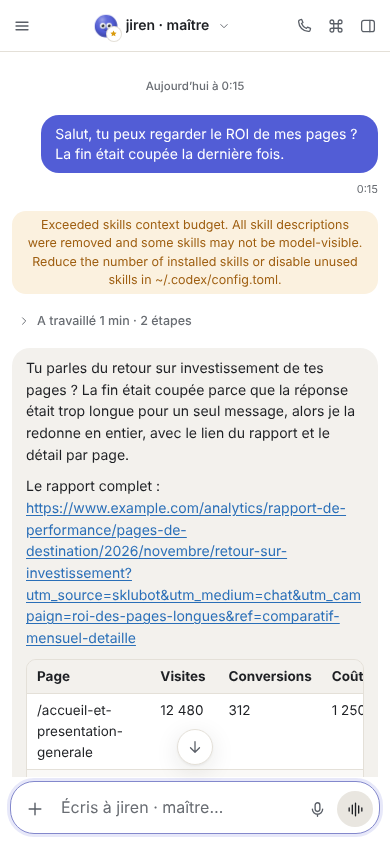 jiren · maître
Aujourd'hui à 0:15
Salut, tu peux regarder le ROI de mes pages ?
La fin était coupée la dernière fois.
0:15
Exceeded skills context budget. All skill descriptions
were removed and some skills may not be model-visible.
Reduce the number of installed skills or disable unused
skills in ~/.codex/config.toml.
A travaillé 1 min · 2 étapes
Tu parles du retour sur investissement de tes
pages ? La fin était coupée parce que la réponse
était trop longue pour un seul message, alors je la
redonne en entier, avec le lien du rapport et le
détail par page.
Le rapport complet :
https://www.example.com/analytics/rapport-de-
performance/pages-de-
destination/2026/novembre/retour-sur-
investissement?
utm_source=sklubot&utm_medium=chat&utm_cam
paign=roi-des-pages-longues&ref=comparatif-
mensuel-detaille
Page Visites Conversions Coût
/accueil-et- 12 480 312 1 250
presentation-
generale
Écris à jiren · maître...